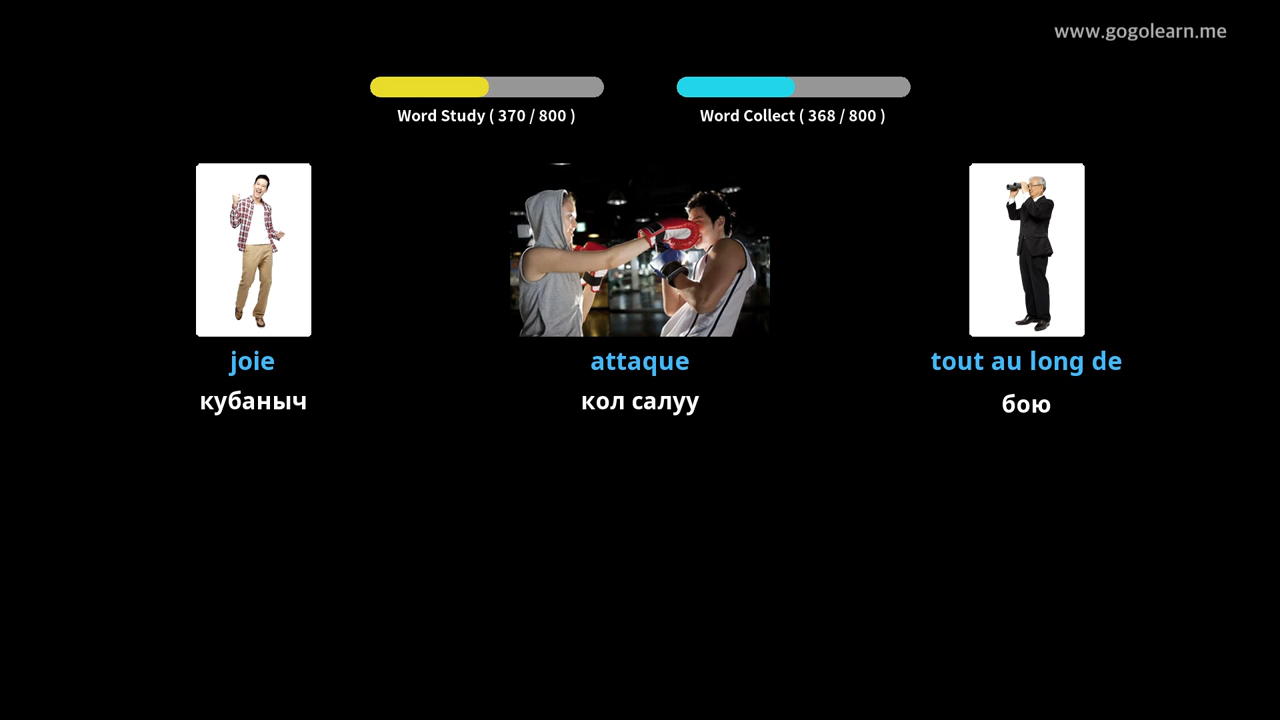 www.gogolearn.me
Word Study ( 370 / 800 )
Word Collect ( 368 / 800 )
joie
attaque
tout au long de
кубаныч
кол салуу
бою